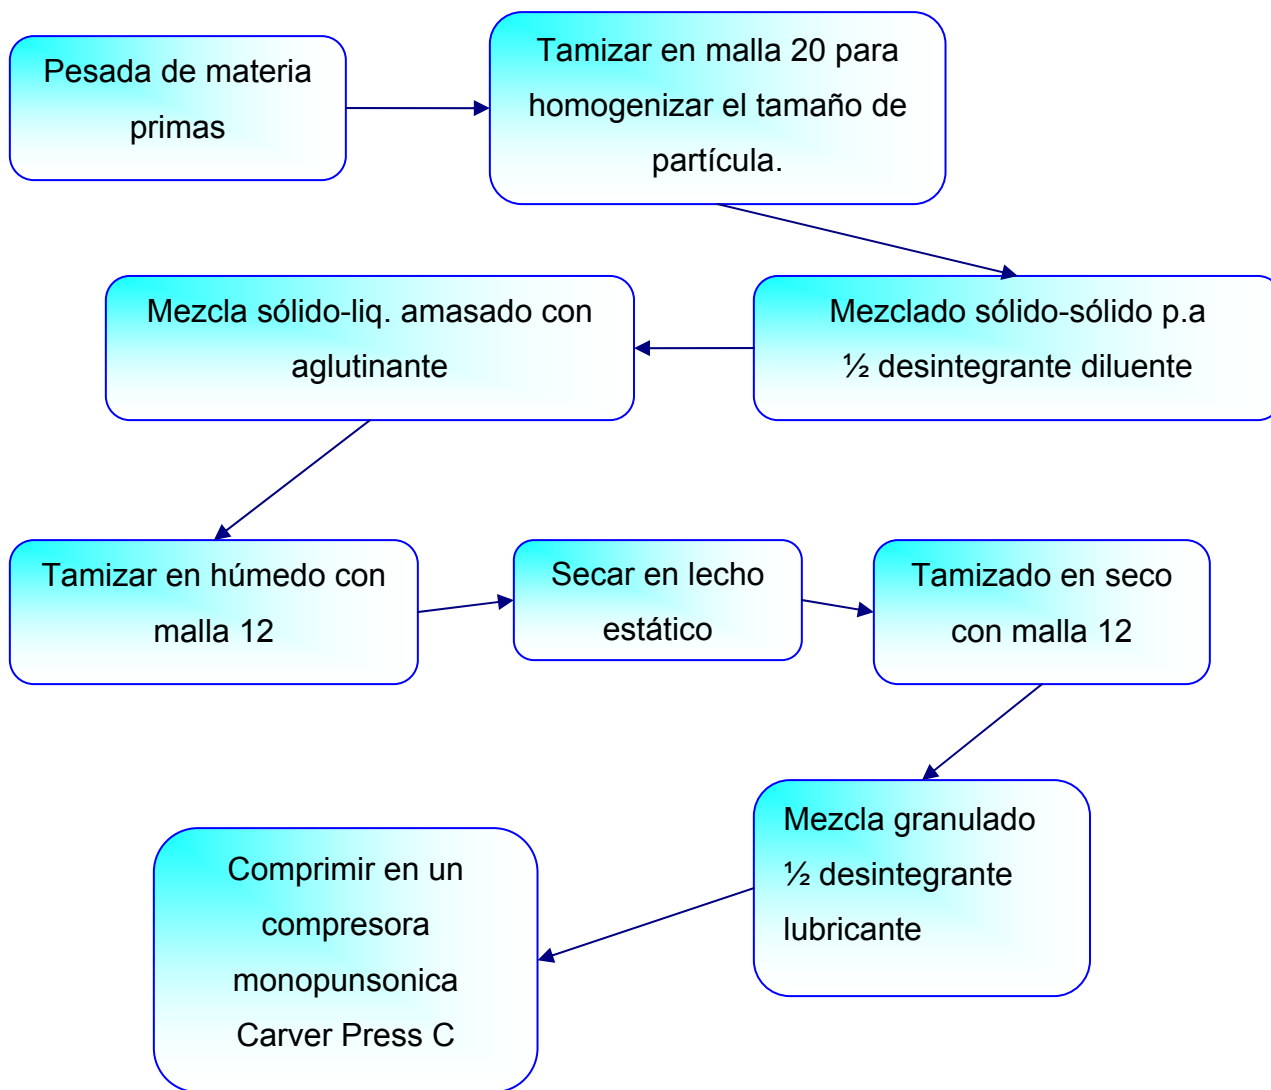 Pesada de materia
primas
Tamizar en malla 20 para
homogenizar el tamaño de
partícula.
Mezclado sólido-sólido p.a
½ desintegrante diluente
Mezcla sólido-liq. amasado con
aglutinante
Tamizar en húmedo con
malla 12
Secar en lecho
estático
Tamizado en seco
con malla 12
Mezcla granulado
½ desintegrante
lubricante
Comprimir en un
compresora
monopunsonica
Carver Press C